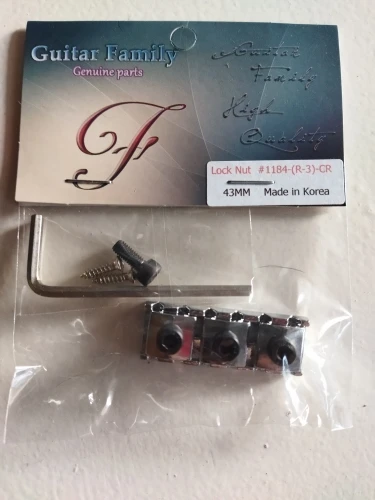 Guitar Family
Genuine parts
F
Guitar
Family
High
Quality
Lock Nut #1184-(R-3)-CR
43MM Made in Korea